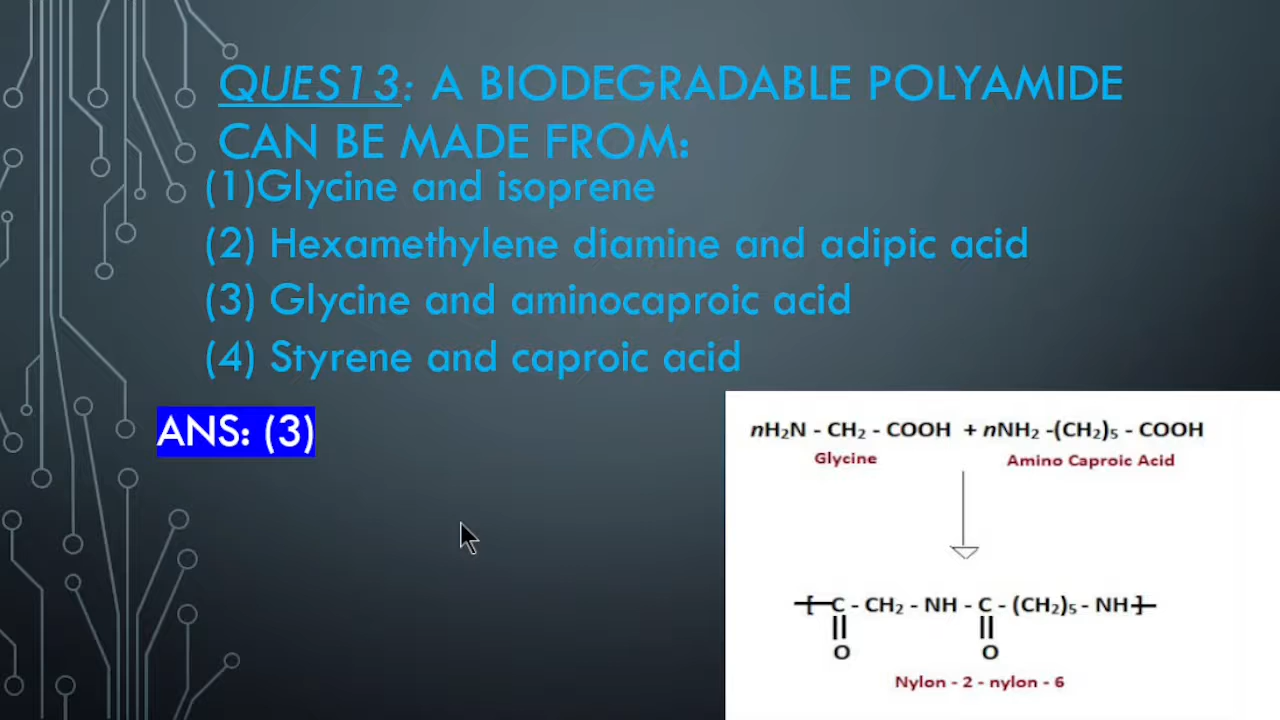 QUES13: A BIODEGRADABLE POLYAMIDE
CAN BE MADE FROM:
(1)Glycine and isoprene
(2) Hexamethylene diamine and adipic acid
(3) Glycine and aminocaproic acid
(4) Styrene and caproic acid
ANS: (3)
nH₂N - CH₂ - COOH + nNH₂ -(CH₂)₅ - COOH
Glycine Amino Caproic Acid
[ C - CH₂ - NH - C - (CH₂)₅ - NH ]
O O
Nylon - 2 - nylon - 6